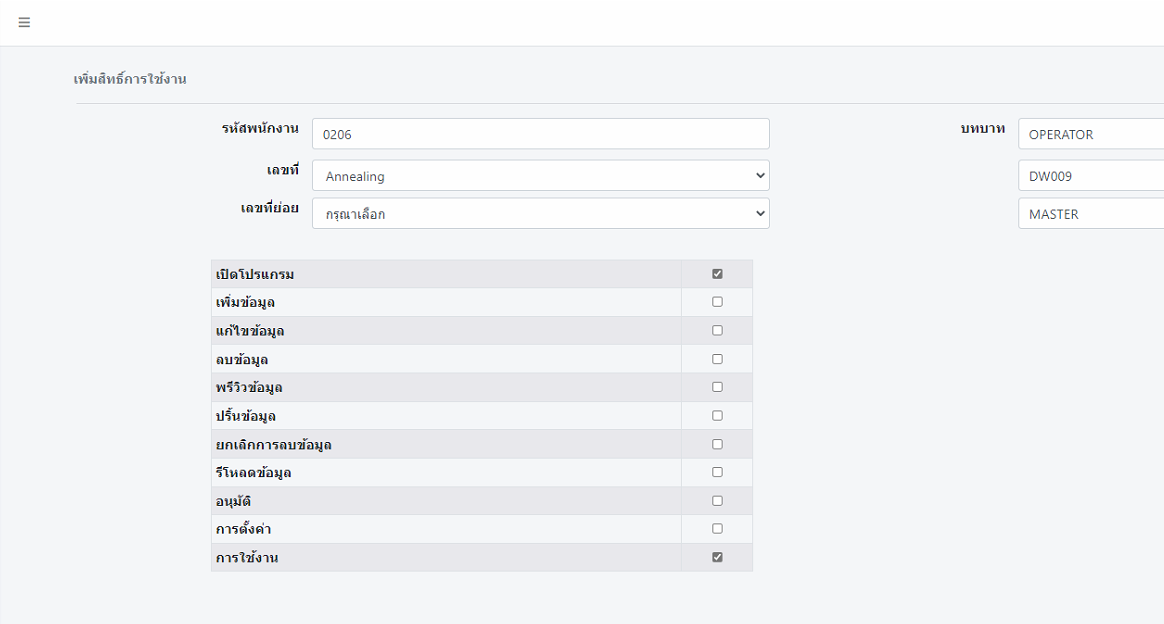 เพิ่มสิทธิ์การใช้งาน
รหัสพนักงาน 0206 บทบาท OPERATOR
เลขที่ Annealing DW009
เลขที่ย่อย กรุณาเลือก MASTER
เปิดโปรแกรม
เพิ่มข้อมูล
แก้ไขข้อมูล
ลบข้อมูล
พรีวิวข้อมูล
ปริ้นข้อมูล
ยกเลิกการลบข้อมูล
รีโหลดข้อมูล
อนุมัติ
การตั้งค่า
การใช้งาน